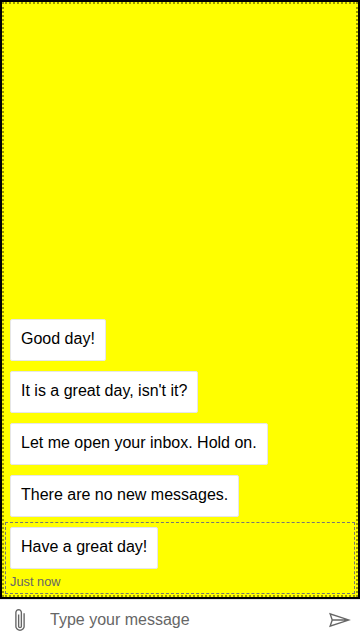 Good day!
It is a great day, isn't it?
Let me open your inbox. Hold on.
There are no new messages.
Have a great day!
Just now
Type your message